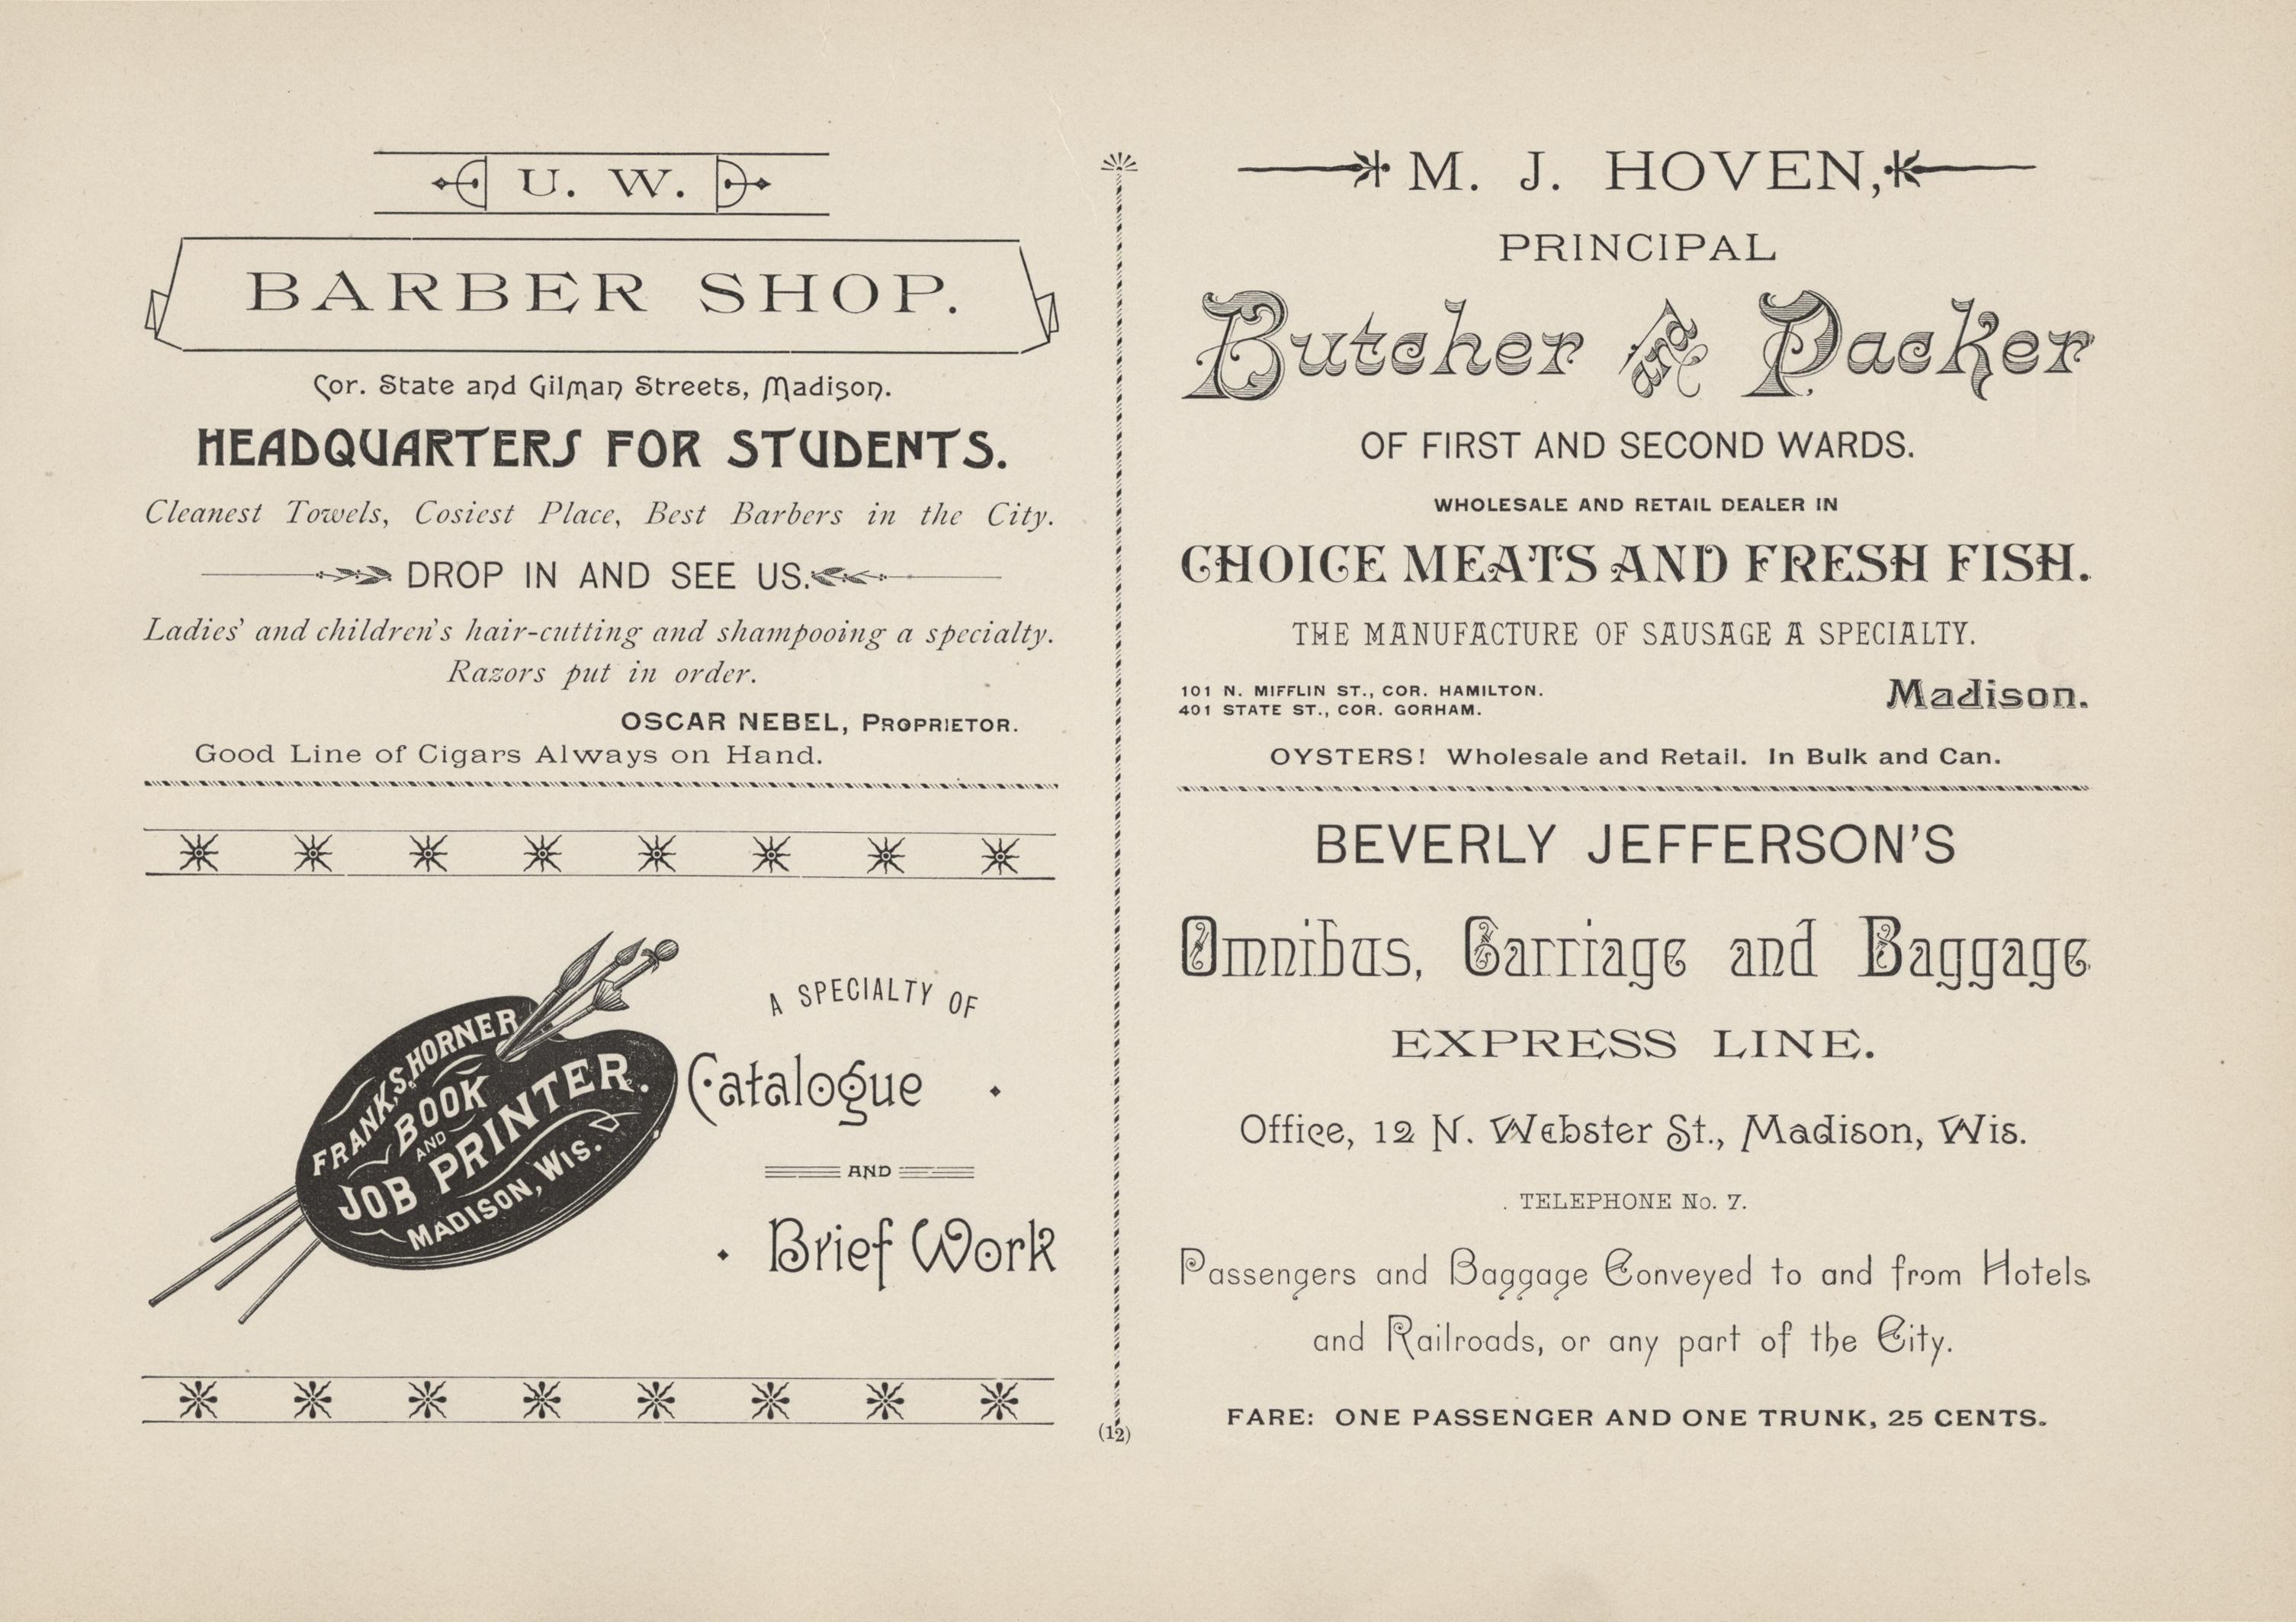 U. W.
BARBER SHOP.
Cor. State and Gilman Streets, Madison.
HEADQUARTERS FOR STUDENTS.
Cleanest Towels, Cosiest Place, Best Barbers in the City.
DROP IN AND SEE US.
Ladies' and children's hair-cutting and shampooing a specialty.
Razors put in order.
OSCAR NEBEL, PROPRIETOR.
Good Line of Cigars Always on Hand.
FRANK S. HORNER
BOOK
AND
JOB PRINTER.
MADISON, WIS.
A SPECIALTY OF
Catalogue
AND
Brief Work
M. J. HOVEN,
PRINCIPAL
Butcher and Packer
OF FIRST AND SECOND WARDS.
WHOLESALE AND RETAIL DEALER IN
CHOICE MEATS AND FRESH FISH.
THE MANUFACTURE OF SAUSAGE A SPECIALTY.
101 N. MIFFLIN ST., COR. HAMILTON.
401 STATE ST., COR. GORHAM.
Madison.
OYSTERS! Wholesale and Retail. In Bulk and Can.
BEVERLY JEFFERSON'S
Omnibus, Carriage and Baggage
EXPRESS LINE.
Office, 12 N. Webster St., Madison, Wis.
TELEPHONE No. 7.
Passengers and Baggage Conveyed to and from Hotels
and Railroads, or any part of the City.
FARE: ONE PASSENGER AND ONE TRUNK, 25 CENTS.
(12)